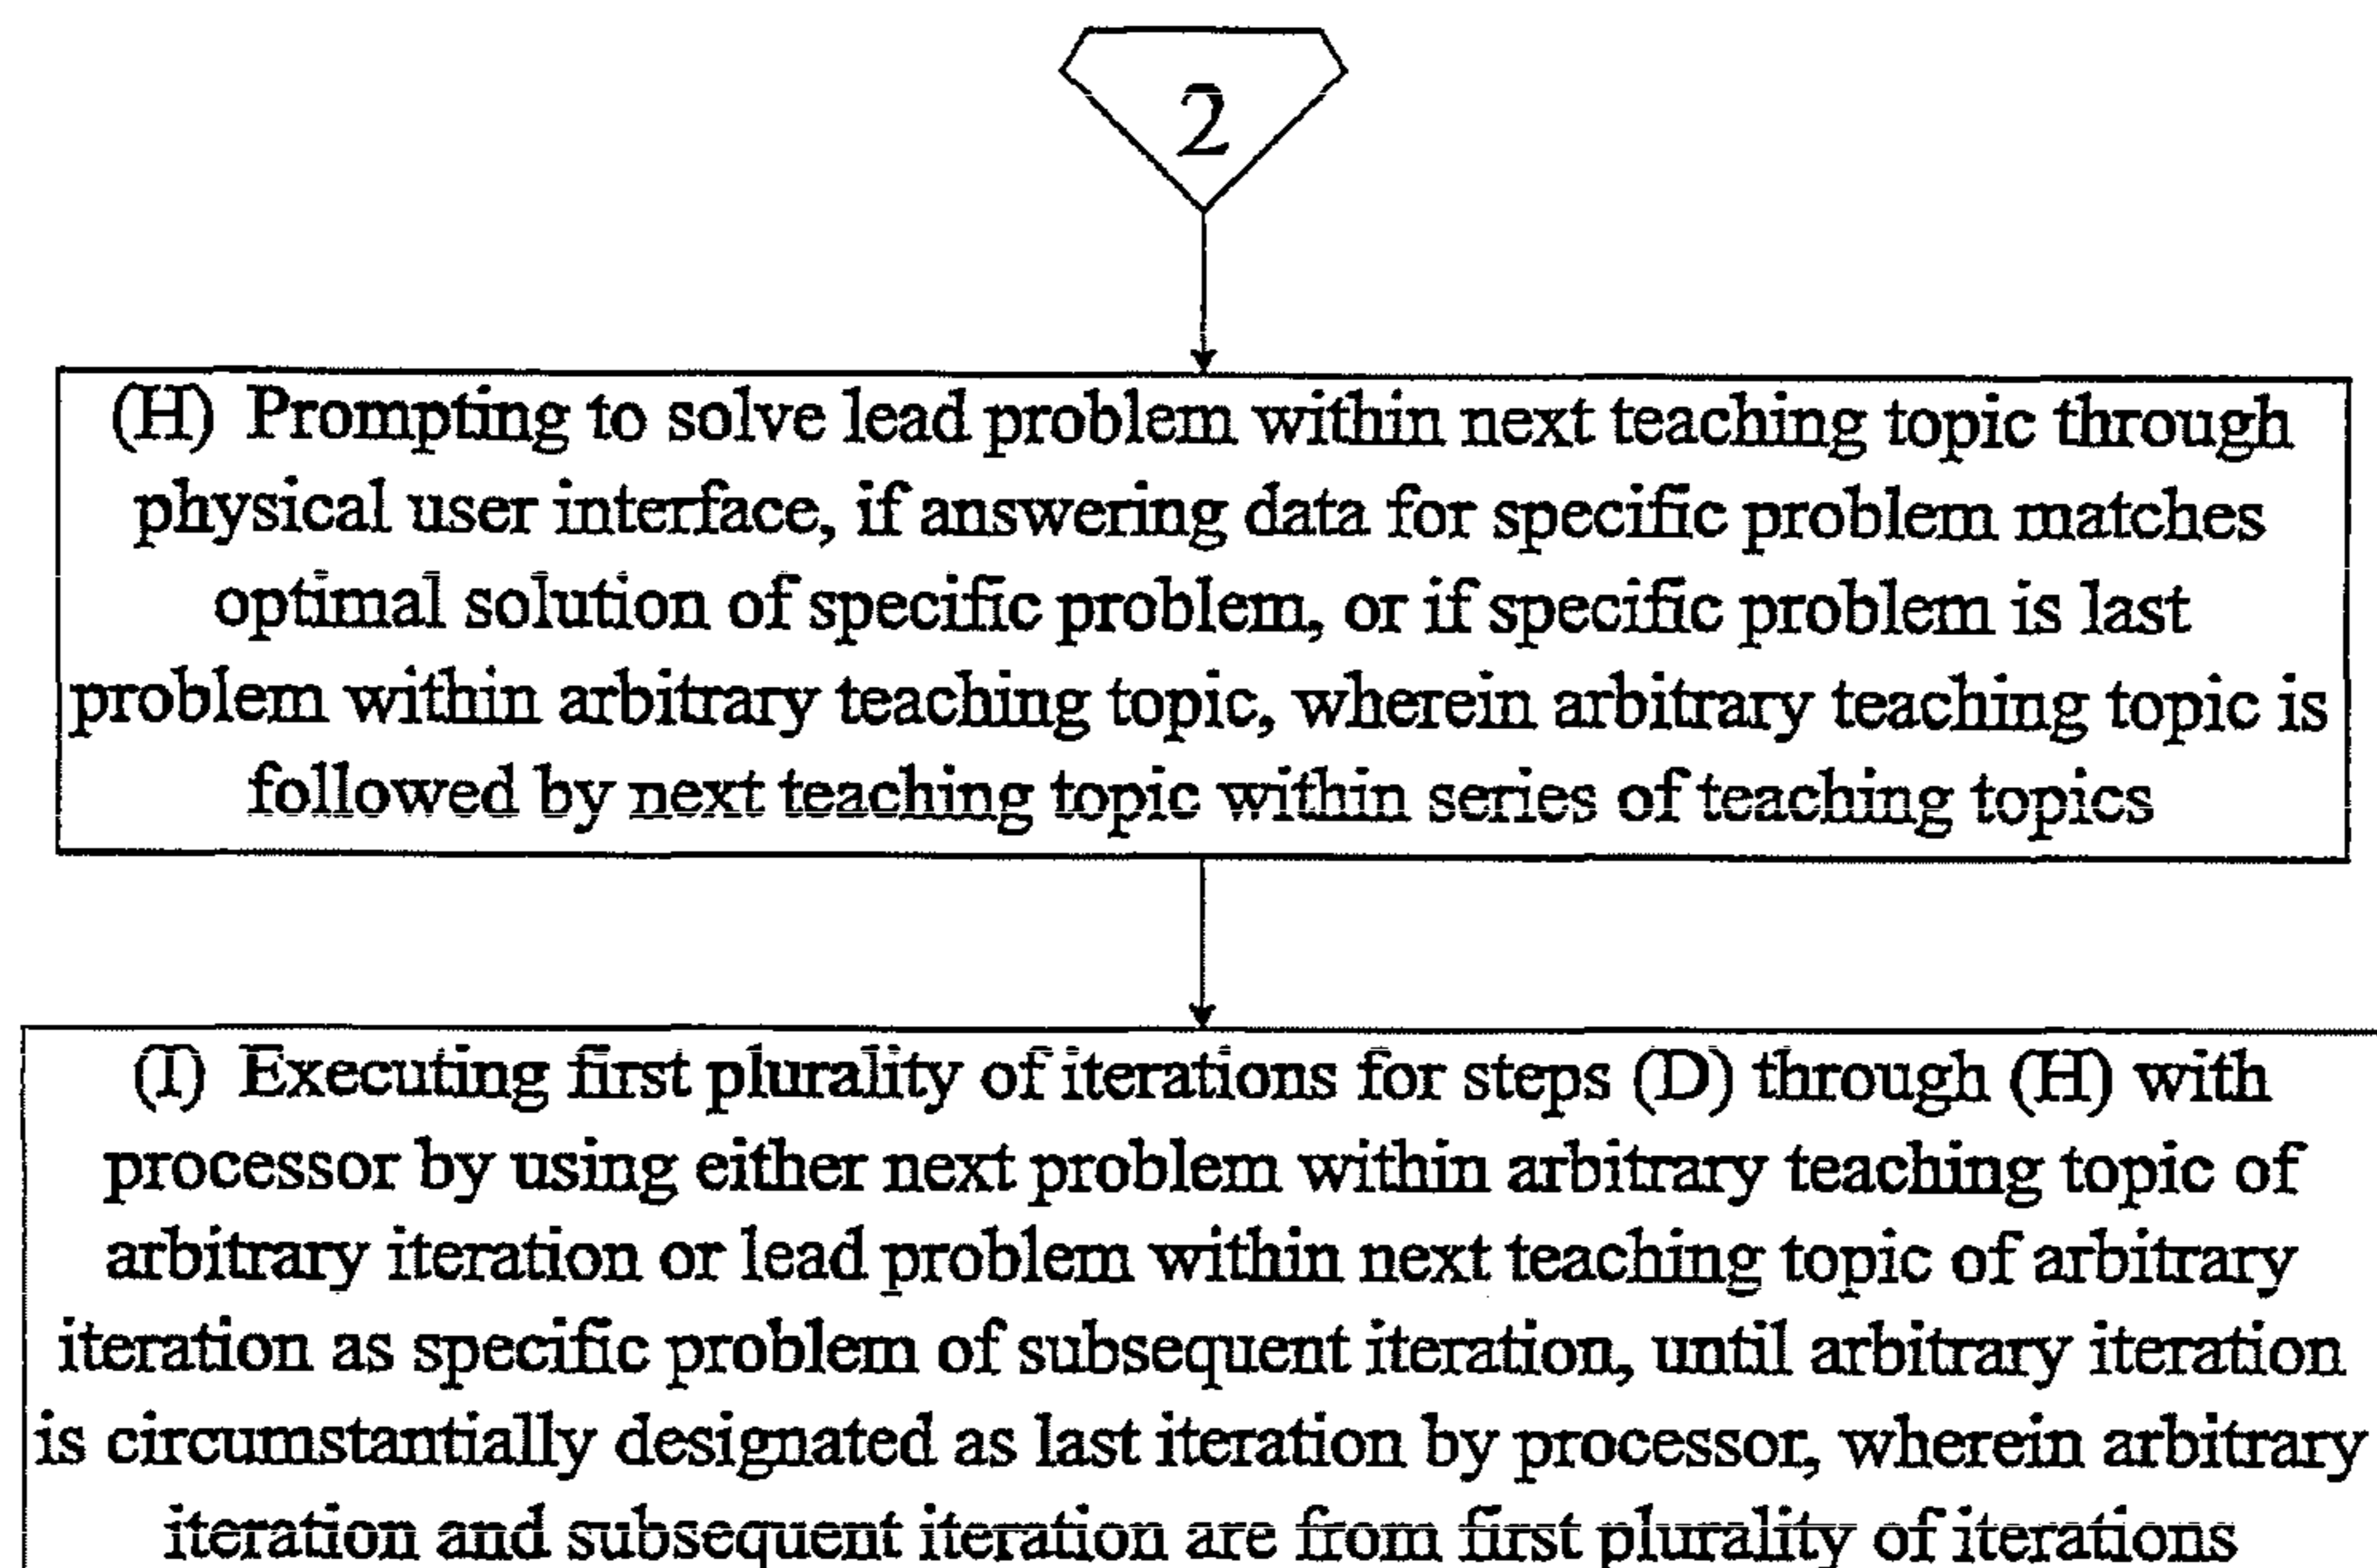 2
(H) Prompting to solve lead problem within next teaching topic through
physical user interface, if answering data for specific problem matches
optimal solution of specific problem, or if specific problem is last
problem within arbitrary teaching topic, wherein arbitrary teaching topic is
followed by next teaching topic within series of teaching topics
(I) Executing first plurality of iterations for steps (D) through (H) with
processor by using either next problem within arbitrary teaching topic of
arbitrary iteration or lead problem within next teaching topic of arbitrary
iteration as specific problem of subsequent iteration, until arbitrary iteration
is circumstantially designated as last iteration by processor, wherein arbitrary
iteration and subsequent iteration are from first plurality of iterations